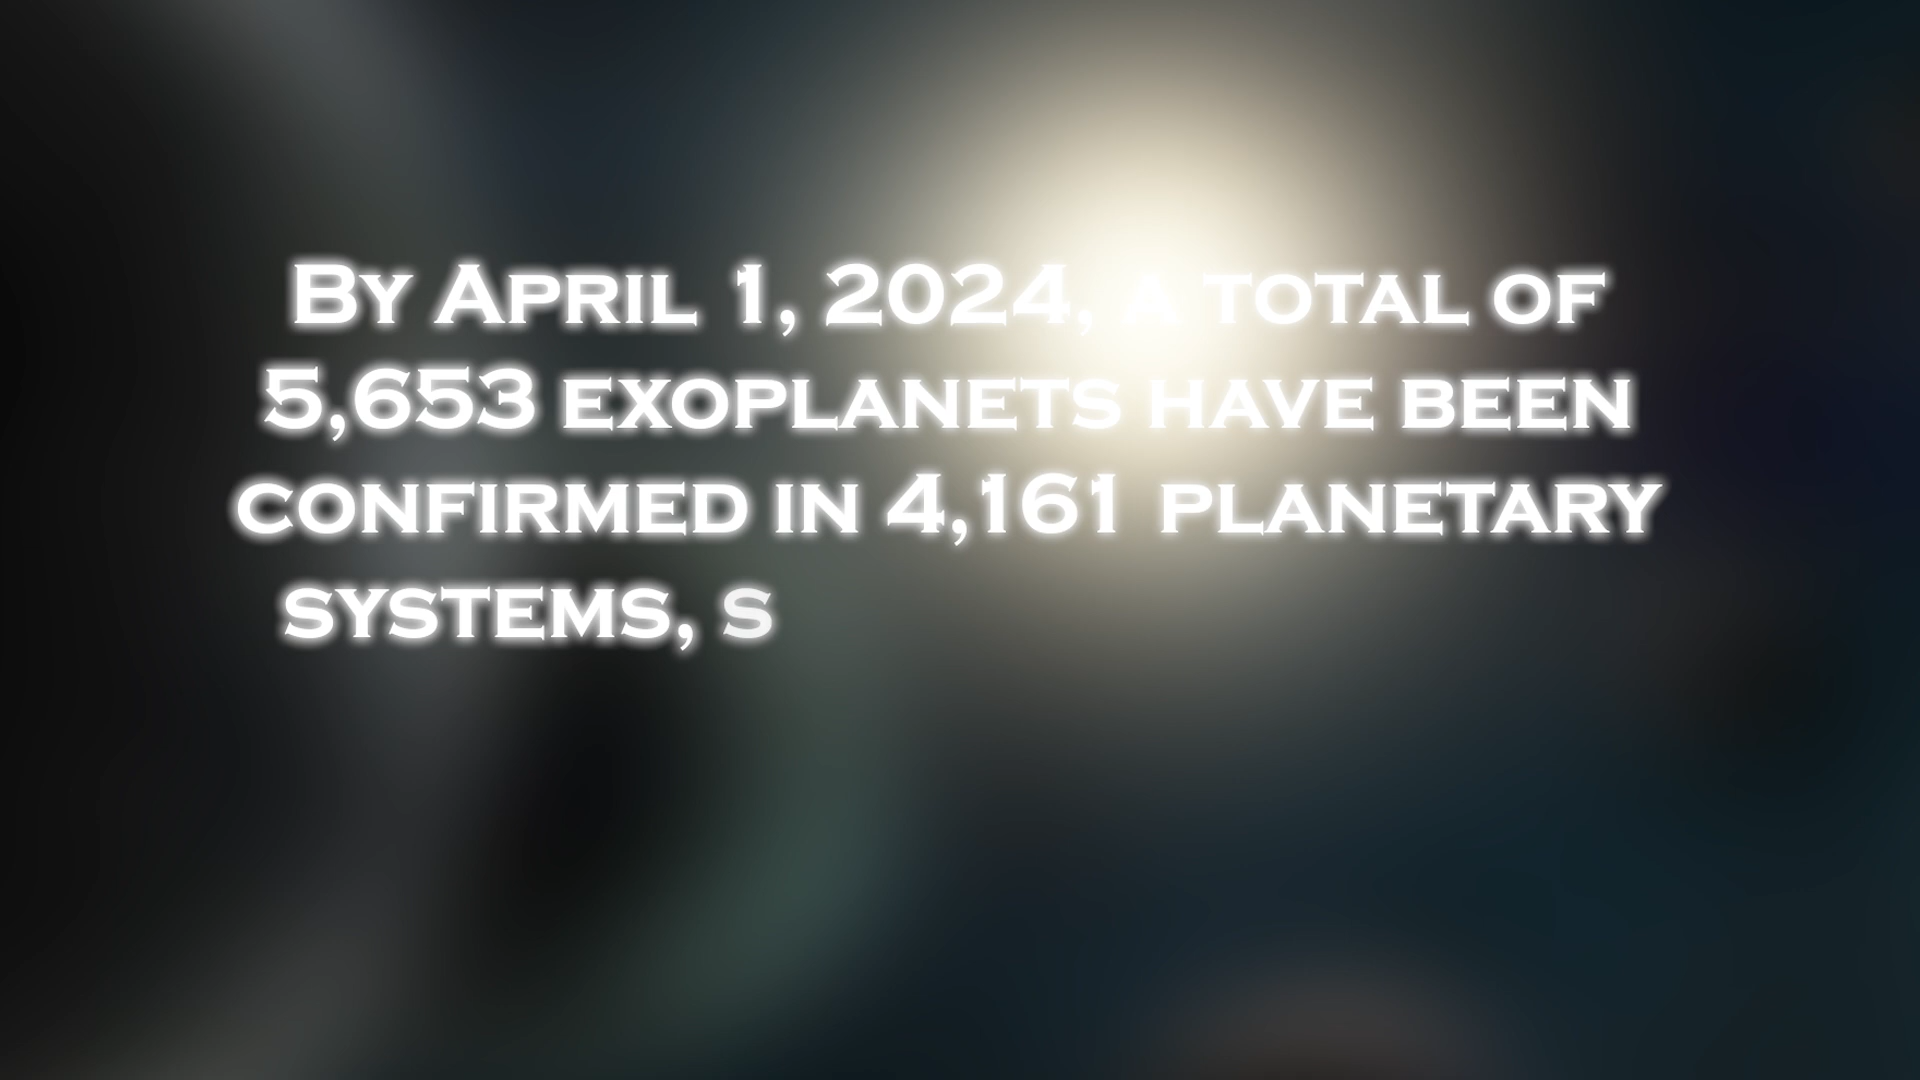 By April 1, 2024, a total of
5,653 exoplanets have been
confirmed in 4,161 planetary
systems, s